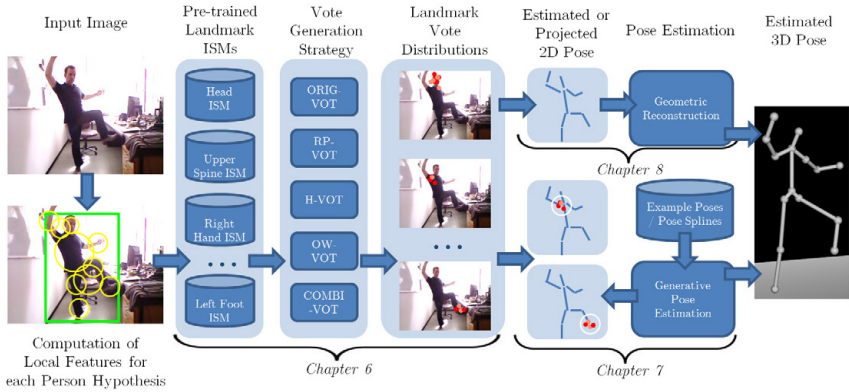 Input Image
Pre-trained
Landmark
ISMs
Vote
Generation
Strategy
Landmark
Vote
Distributions
Estimated or
Projected
2D Pose
Pose Estimation
Estimated
3D Pose
Head
ISM
Upper
Spine ISM
Right
Hand ISM
...
Left Foot
ISM
ORIG-
VOT
RP-
VOT
H-VOT
OW-
VOT
COMBI
-VOT
...
Geometric
Reconstruction
Chapter 8
Example Poses
/ Pose Splines
Generative
Pose
Estimation
Computation of
Local Features for
each Person Hypothesis
Chapter 6
Chapter 7